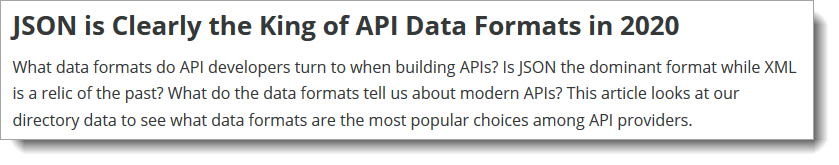 JSON is Clearly the King of API Data Formats in 2020
What data formats do API developers turn to when building APIs? Is JSON the dominant format while XML
is a relic of the past? What do the data formats tell us about modern APIs? This article looks at our
directory data to see what data formats are the most popular choices among API providers.